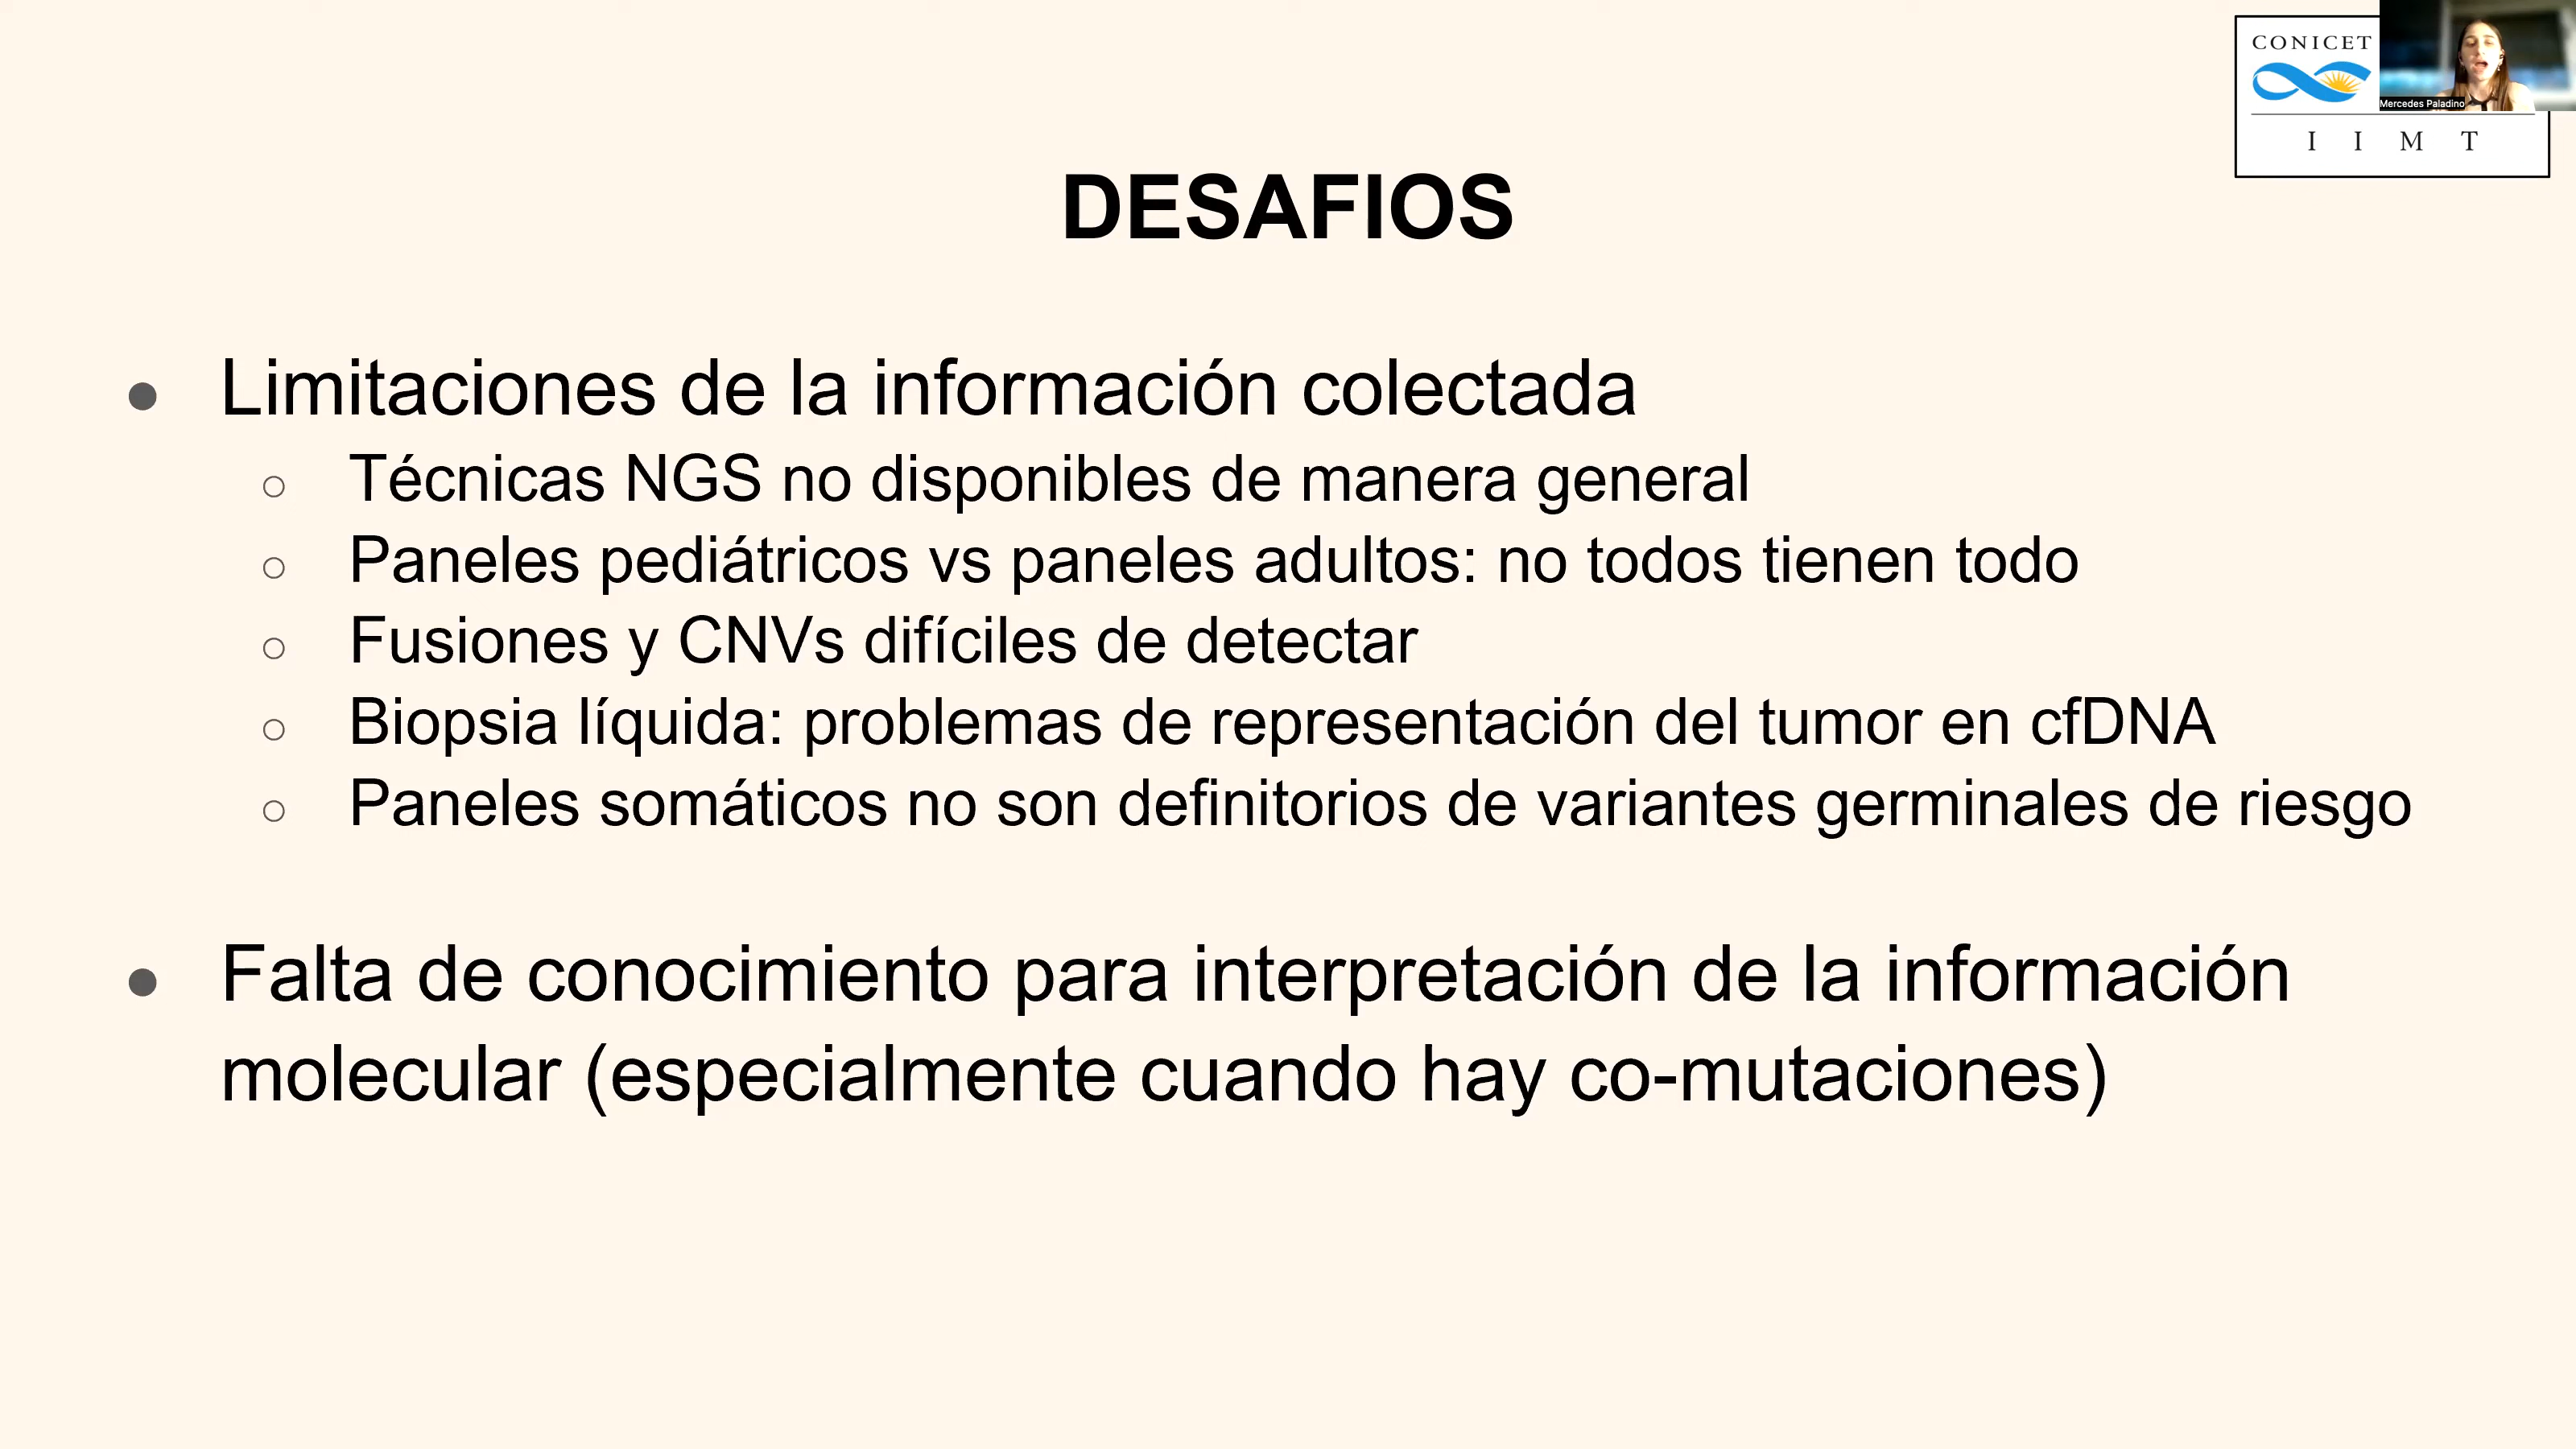 CONICET
Mercedes Paladino
I I M T
DESAFIOS
● Limitaciones de la información colectada
○ Técnicas NGS no disponibles de manera general
○ Paneles pediátricos vs paneles adultos: no todos tienen todo
○ Fusiones y CNVs difíciles de detectar
○ Biopsia líquida: problemas de representación del tumor en cfDNA
○ Paneles somáticos no son definitorios de variantes germinales de riesgo
● Falta de conocimiento para interpretación de la información
molecular (especialmente cuando hay co-mutaciones)